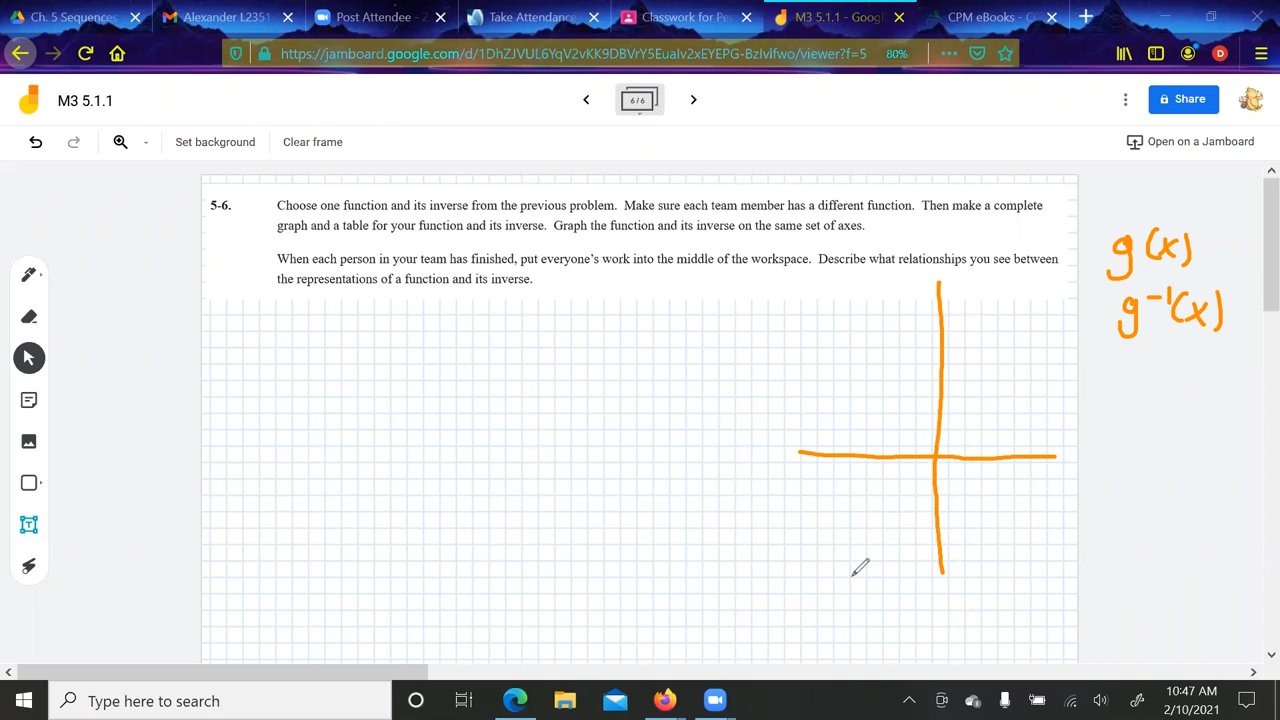 Ch. 5 Sequences
Alexander L2351
Post Attendee - Z
Take Attendance
Classwork for Pe
M3 5.1.1 - Goog
CPM eBooks - C
https://jamboard.google.com/d/1DhZJVUL6YqV2vKK9DBVrY5EuaIv2xEYEPG-BzIvlfwo/viewer?f=5
80%
M3 5.1.1
6/6
Share
Set background
Clear frame
Open on a Jamboard
5-6. Choose one function and its inverse from the previous problem. Make sure each team member has a different function. Then make a complete
graph and a table for your function and its inverse. Graph the function and its inverse on the same set of axes.
When each person in your team has finished, put everyone's work into the middle of the workspace. Describe what relationships you see between
the representations of a function and its inverse.
g(x)
g⁻¹(x)
Type here to search
10:47 AM
2/10/2021